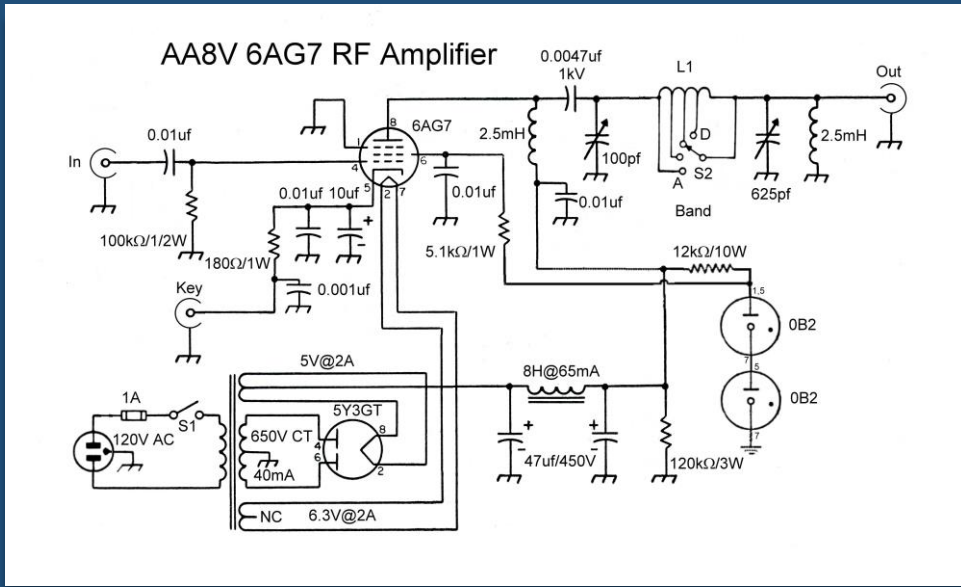 AA8V 6AG7 RF Amplifier
0.0047uf
1kV
L1
Out
8
6AG7
2.5mH
D
2.5mH
0.01uf
1
In
4
6
100pf
S2
5
2
7
0.01uf
A
625pf
0.01uf
10uf
+
-
0.01uf
Band
100kΩ/1/2W
180Ω/1W
5.1kΩ/1W
12kΩ/10W
Key
0.001uf
1,5
0B2
7
5
5V@2A
8H@65mA
0B2
1A
S1
5Y3GT
120V AC
650V CT
4
6
8
2
+
-
+
-
47uf/450V
7
40mA
120kΩ/3W
NC
6.3V@2A